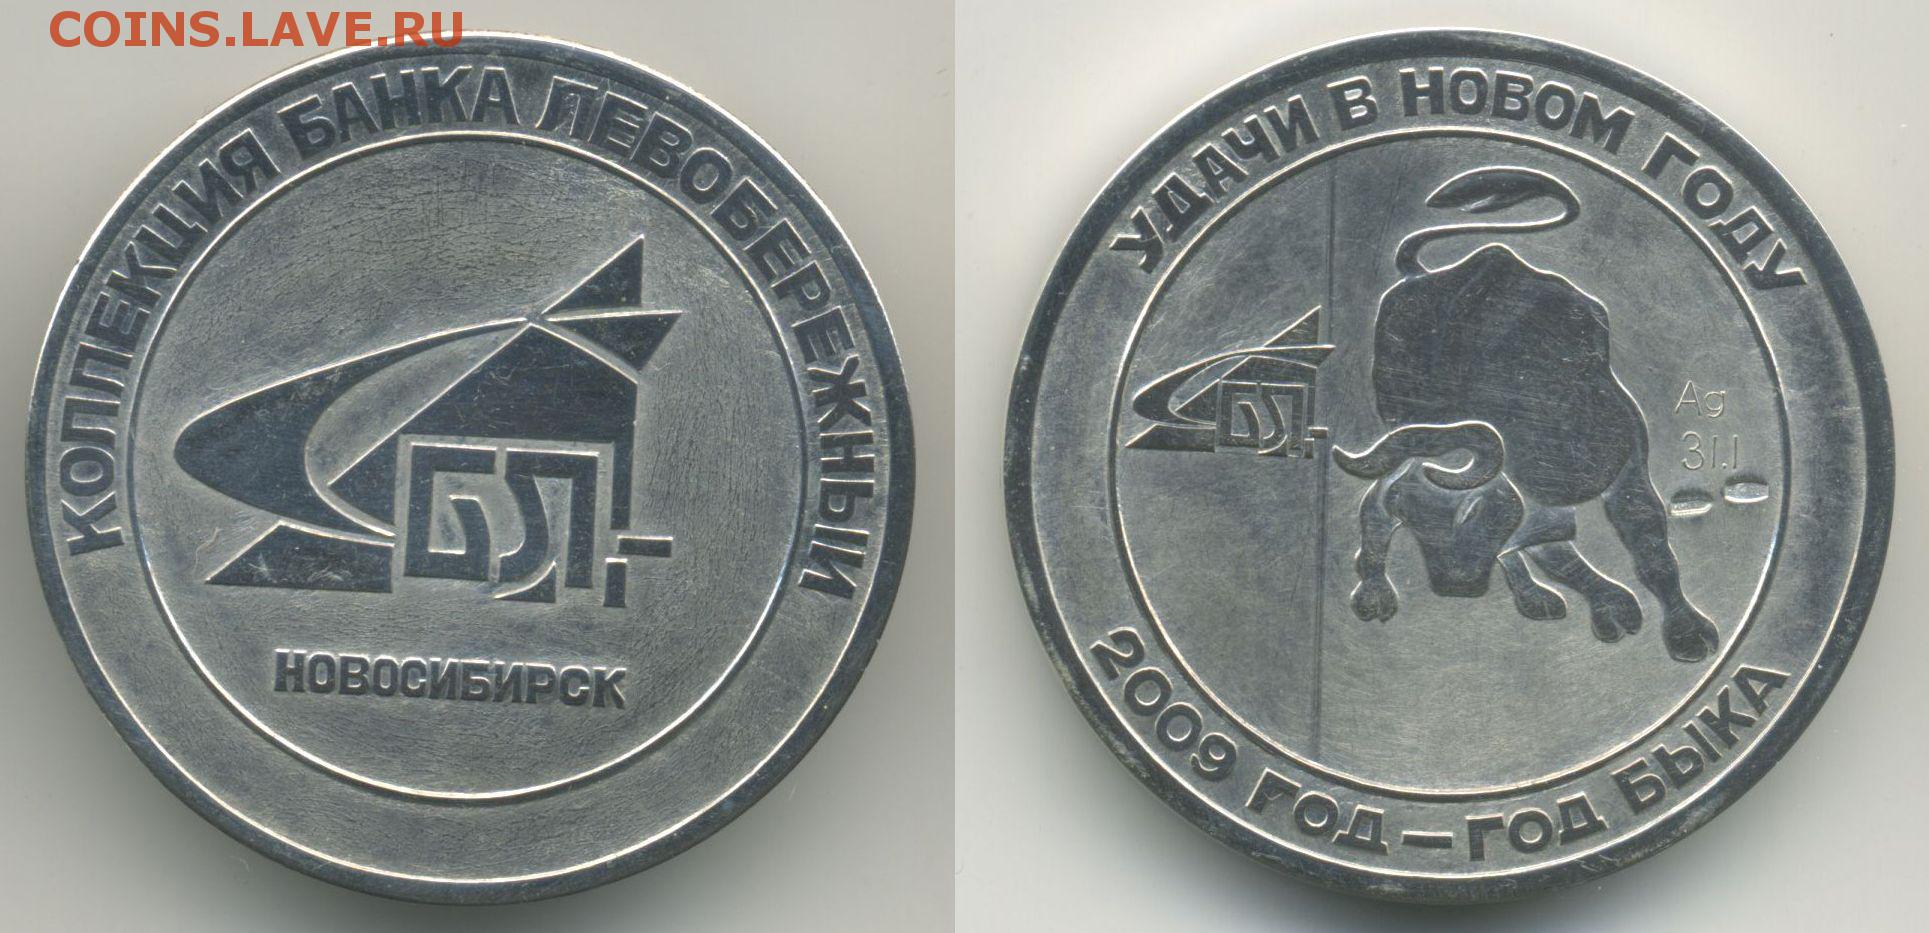 COINS.LAVE.RU
КОЛЛЕКЦИЯ БАНКА ЛЕВОБЕРЕЖНЫЙ
БЛ
НОВОСИБИРСК
УДАЧИ В НОВОМ ГОДУ
БЛ
Ag
31.1
2009 ГОД — ГОД БЫКА